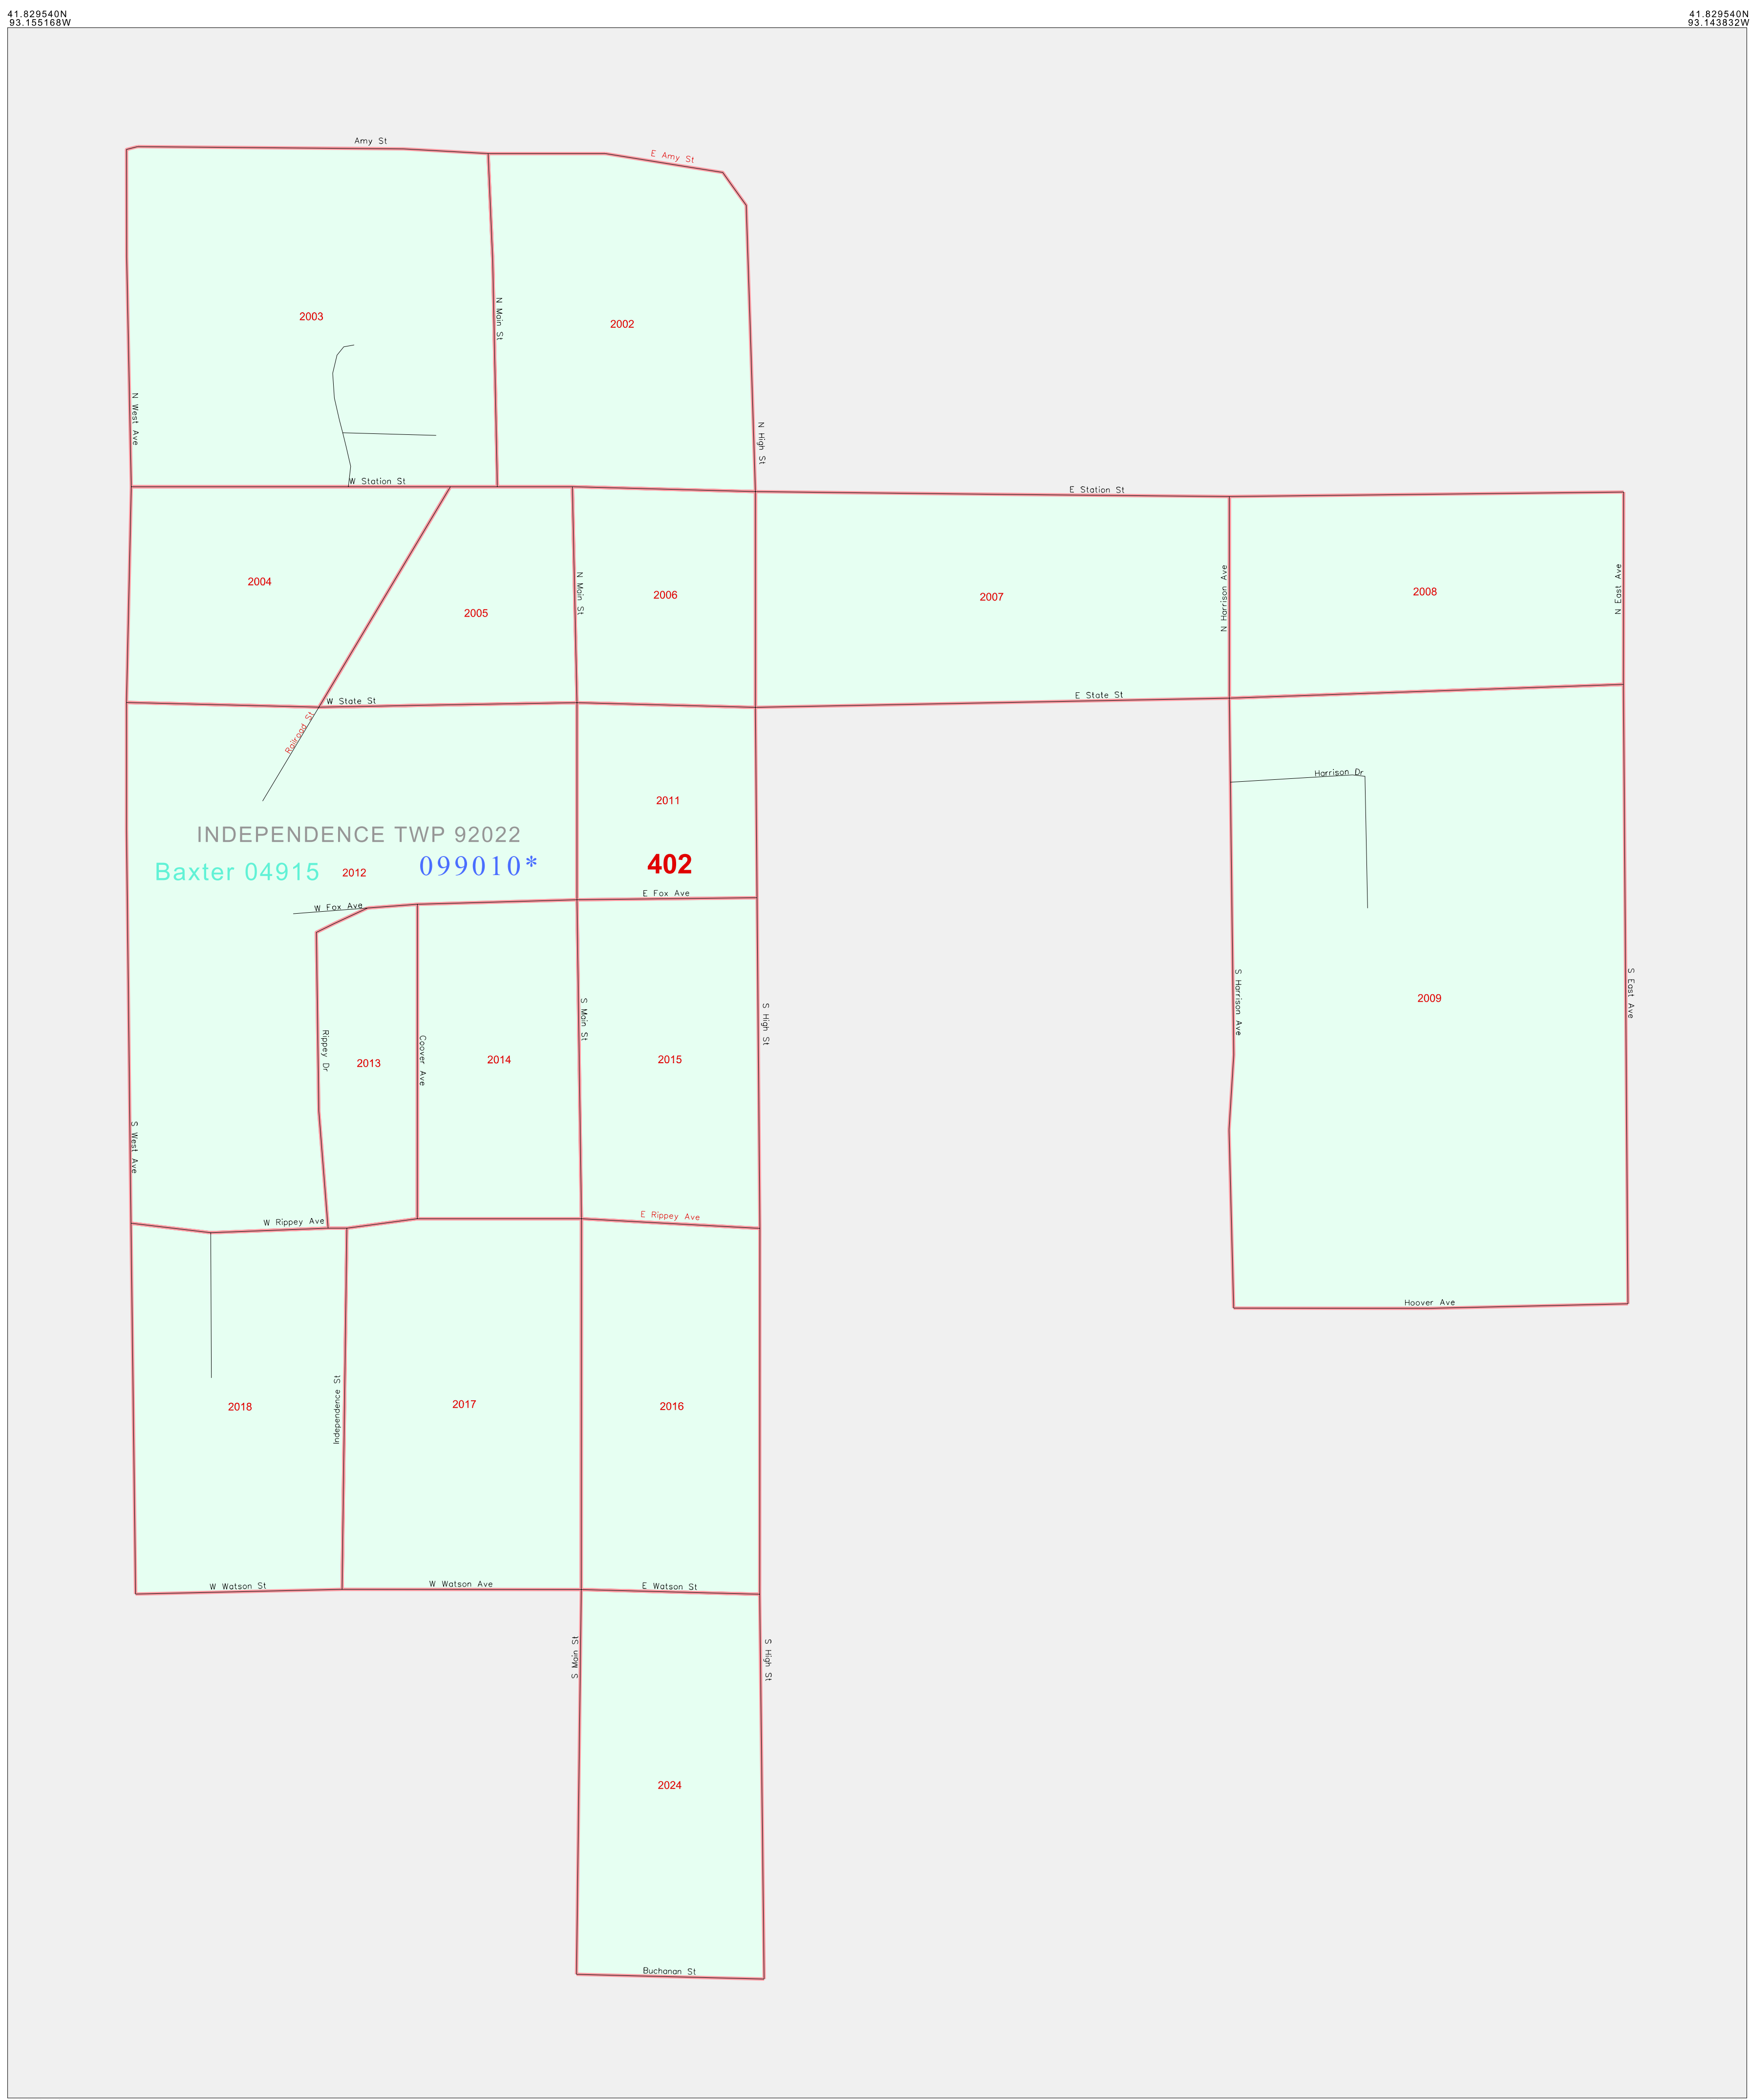 41.829540N
93.155168W
41.829540N
93.143832W
Amy St
E Amy St
N Main St
2003
2002
N West Ave
N High St
W Station St
E Station St
2004
2005
N Main St
2006
2007
N Harrison Ave
2008
N East Ave
W State St
E State St
Railroad St
Harrison Dr
2011
INDEPENDENCE TWP 92022
Baxter 04915
2012
099010*
402
E Fox Ave
W Fox Ave
S Main St
S High St
S Harrison Ave
2009
S East Ave
Rippey Dr
2013
Coover Ave
2014
2015
S West Ave
W Rippey Ave
E Rippey Ave
Hoover Ave
Independence St
2018
2017
2016
W Watson St
W Watson Ave
E Watson St
S Main St
S High St
2024
Buchanan St